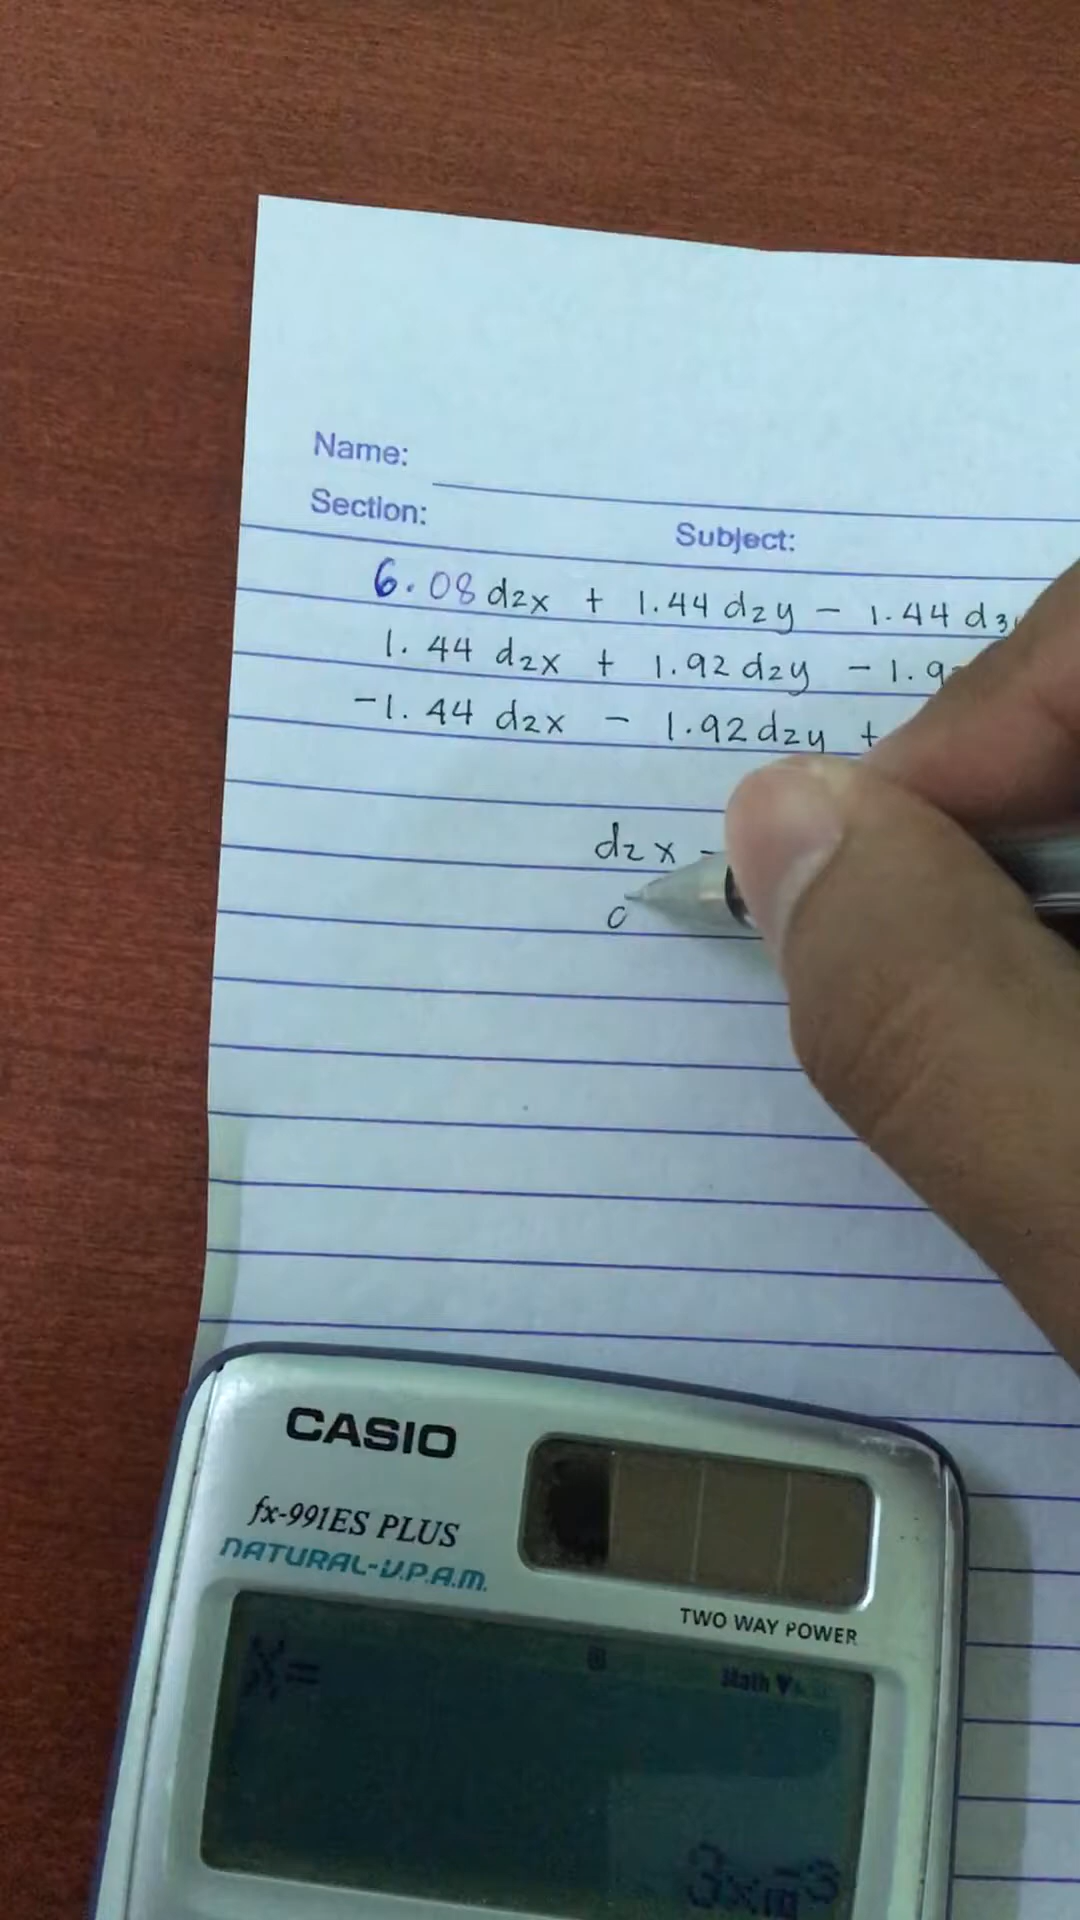 Name:
Section:
Subject:
6.08 d2x + 1.44 d2y - 1.44 d3
1.44 d2x + 1.92 d2y - 1.9
-1.44 d2x - 1.92 d2y +
d2x -
CASIO
fx-991ES PLUS
NATURAL-V.P.A.M.
TWO WAY POWER
X=
Math ▼